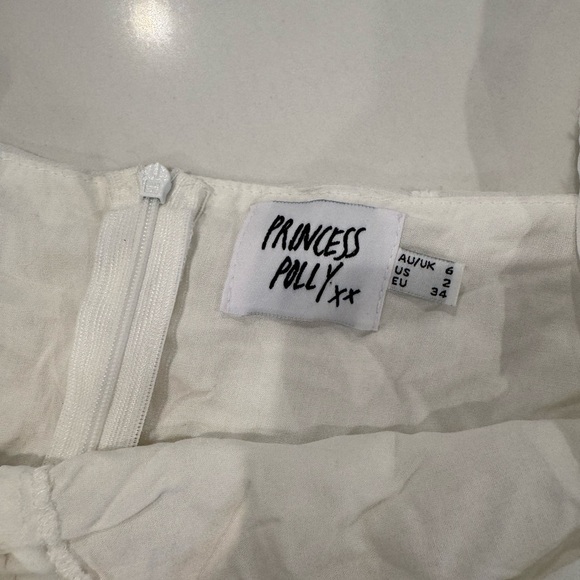 PRINCESS
POLLY xx
AU/UK 6
US 2
EU 34